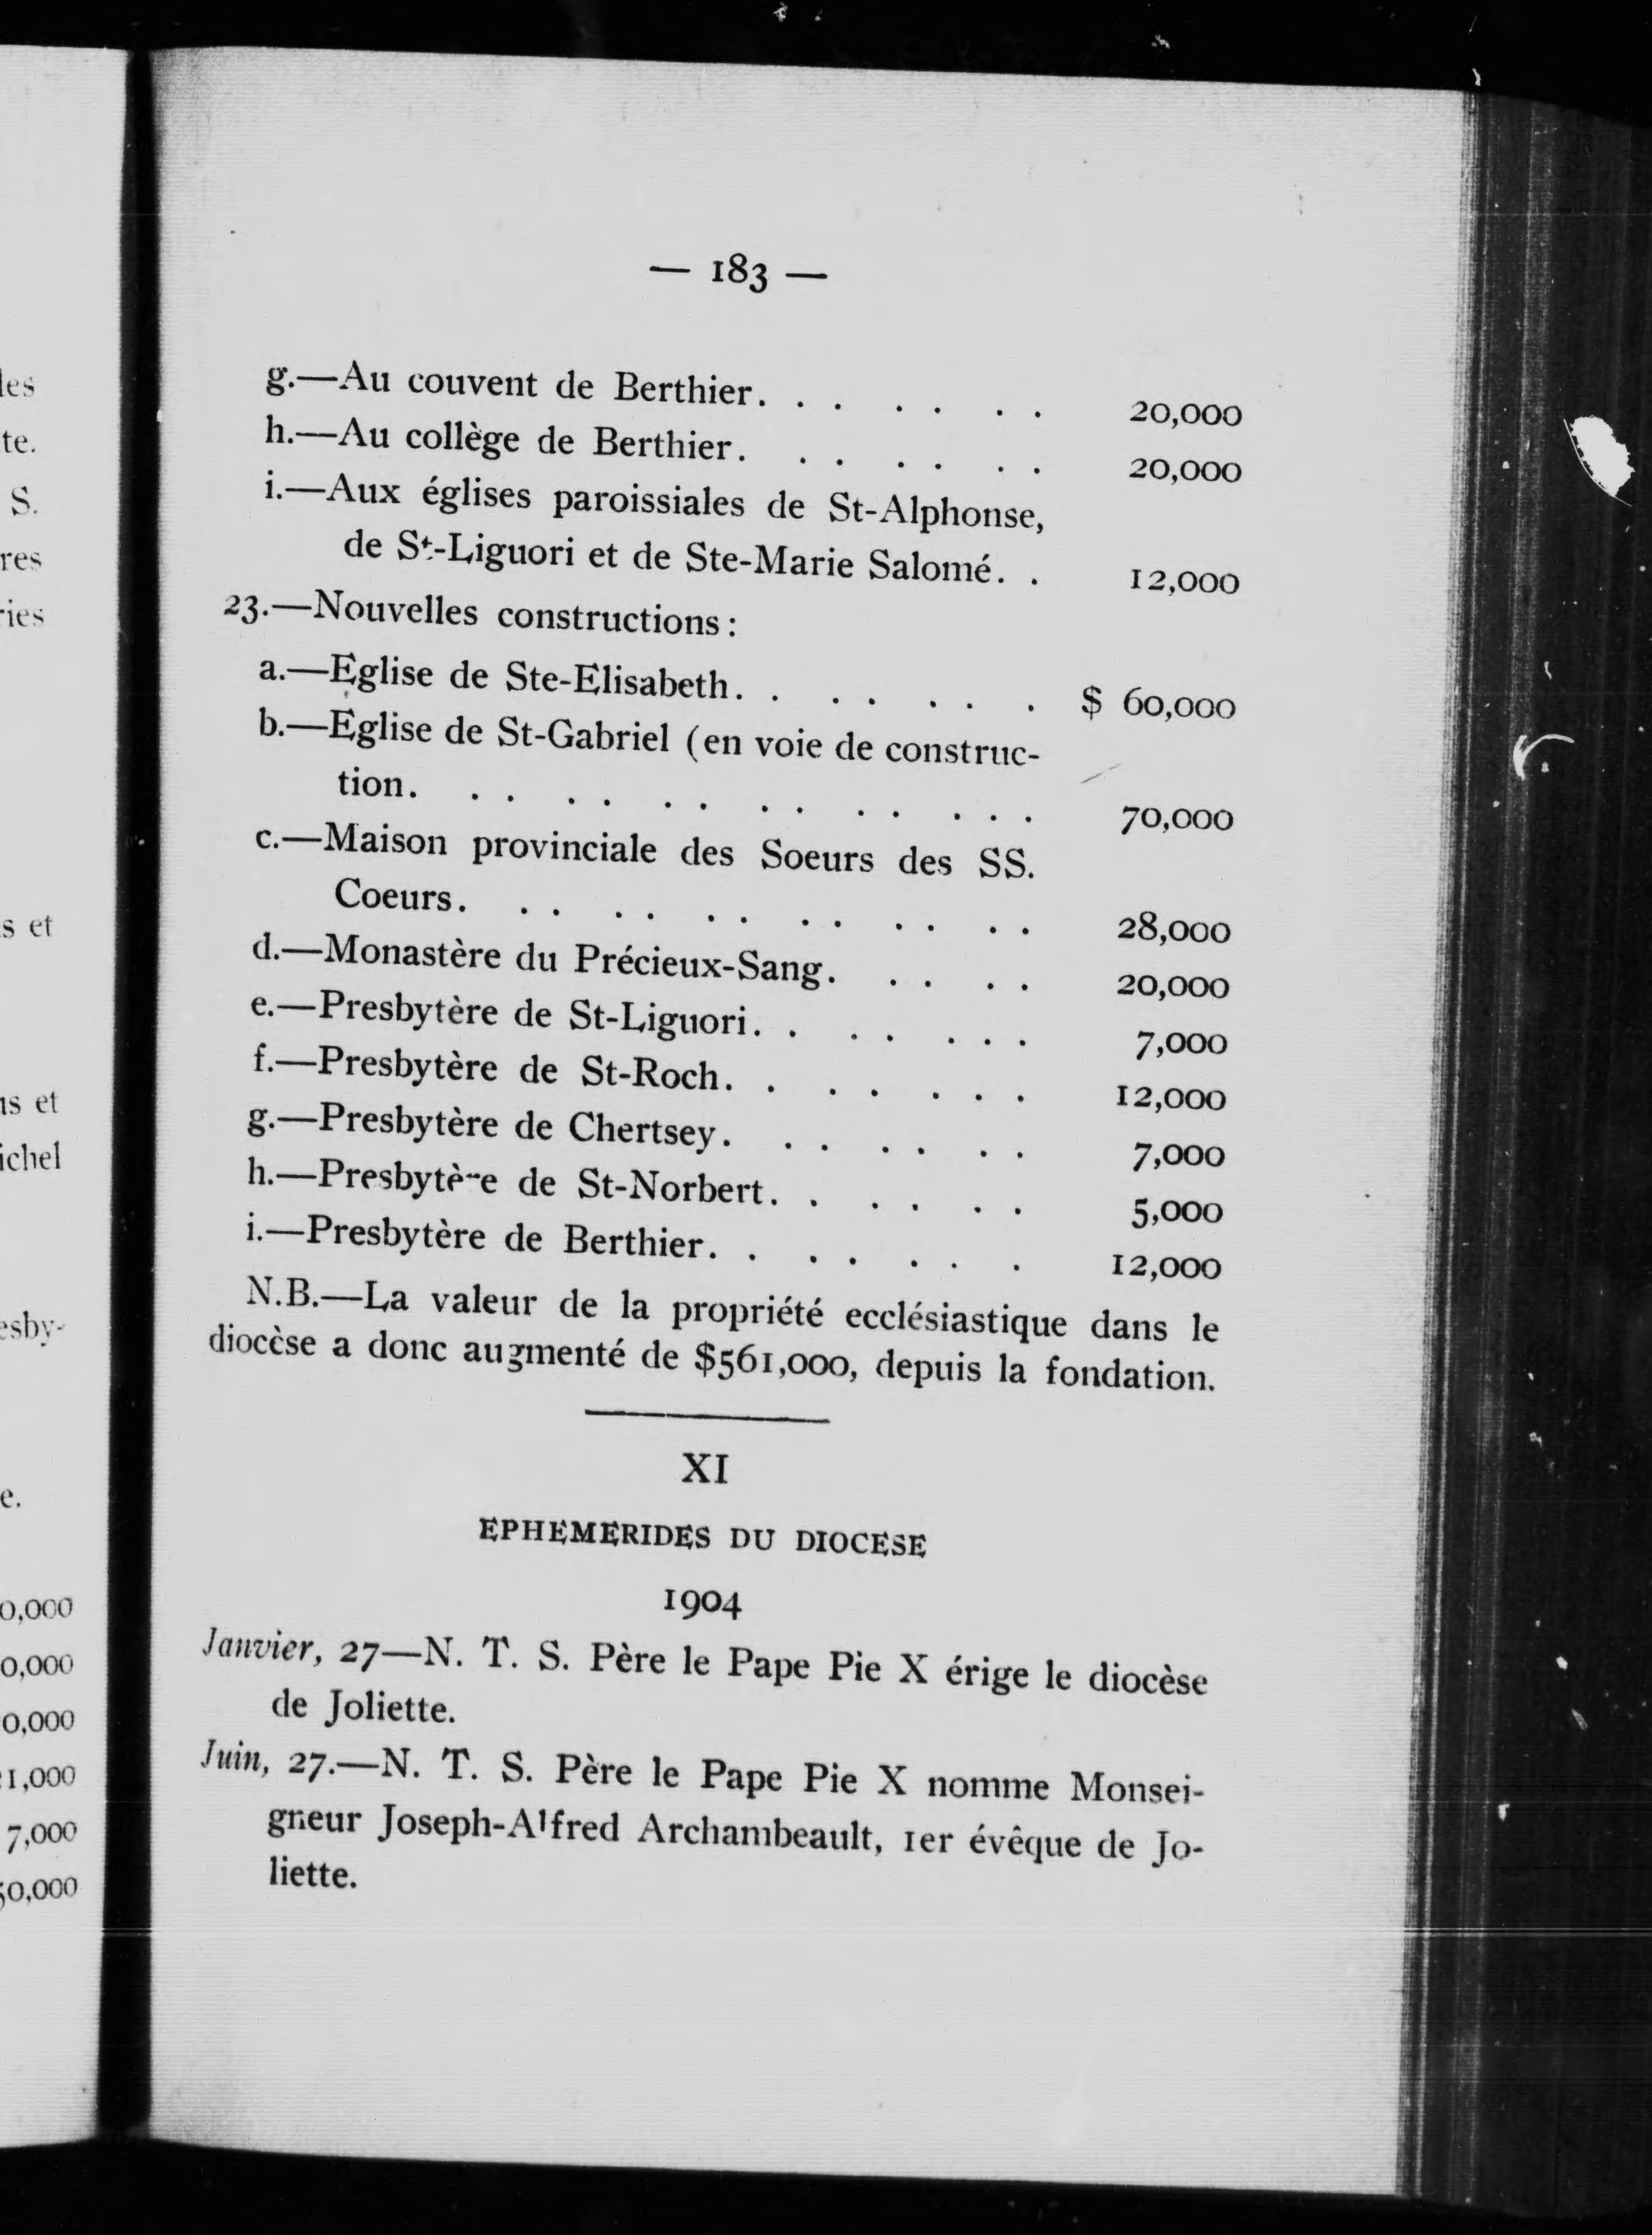 — 183 —
g.—Au couvent de Berthier. . . . . . . . 20,000
h.—Au collège de Berthier. . . . . . . 20,000
i.—Aux églises paroissiales de St-Alphonse,
de St-Liguori et de Ste-Marie Salomé. . 12,000
23.—Nouvelles constructions :
a.—Eglise de Ste-Elisabeth. . . . . . . . $ 60,000
b.—Eglise de St-Gabriel (en voie de construc-
tion. . . . . . . . . . . . . . 70,000
c.—Maison provinciale des Soeurs des SS.
Coeurs. . . . . . . . . . . . . 28,000
d.—Monastère du Précieux-Sang. . . . . 20,000
e.—Presbytère de St-Liguori. . . . . . . 7,000
f.—Presbytère de St-Roch. . . . . . . 12,000
g.—Presbytère de Chertsey. . . . . . . 7,000
h.—Presbytère de St-Norbert. . . . . . 5,000
i.—Presbytère de Berthier. . . . . . . 12,000
N.B.—La valeur de la propriété ecclésiastique dans le
diocèse a donc augmenté de $561,000, depuis la fondation.
XI
EPHEMERIDES DU DIOCESE
1904
Janvier, 27—N. T. S. Père le Pape Pie X érige le diocèse
de Joliette.
Juin, 27.—N. T. S. Père le Pape Pie X nomme Monsei-
gneur Joseph-Alfred Archambeault, 1er évêque de Jo-
liette.